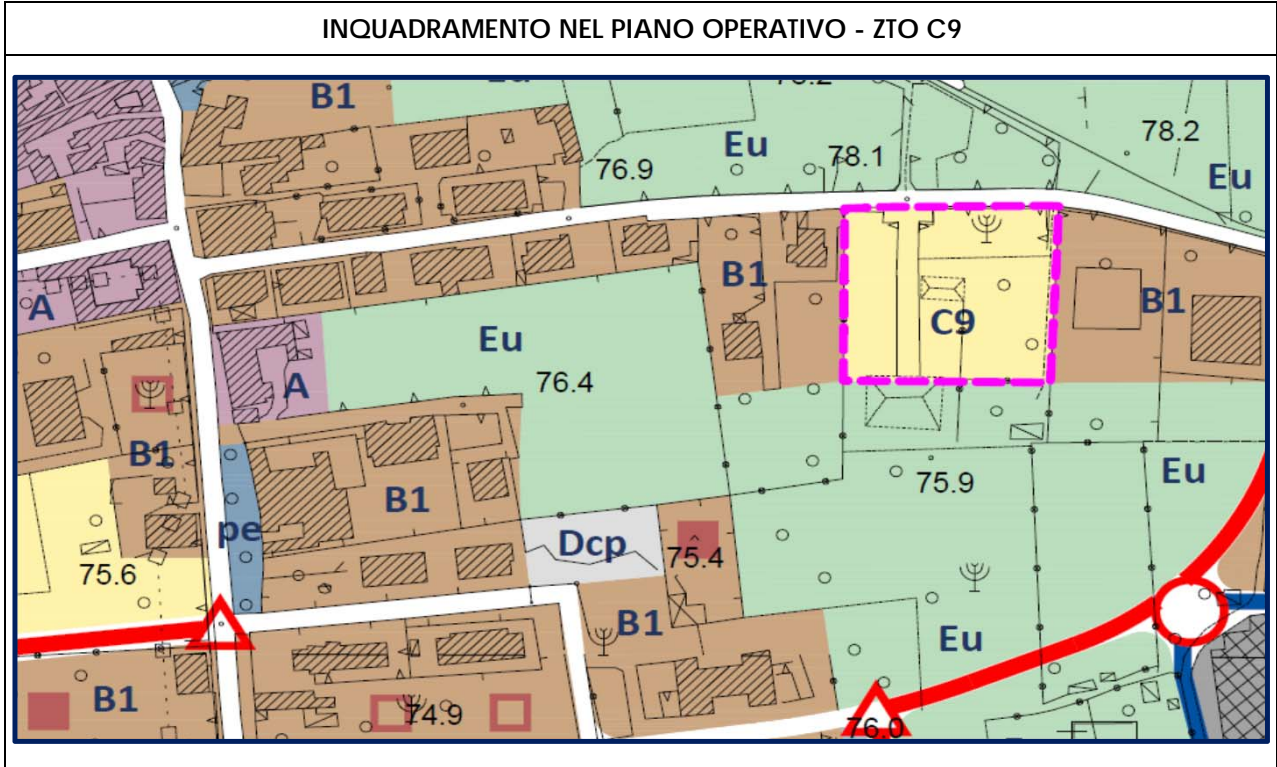 INQUADRAMENTO NEL PIANO OPERATIVO - ZTO C9
B1
Eu
76.9
78.1
78.2
Eu
A
B1
B1
C9
Eu
76.4
A
B1
B1
75.9
Eu
pe
Dcp
75.4
75.6
B1
Eu
B1
74.9
76.0